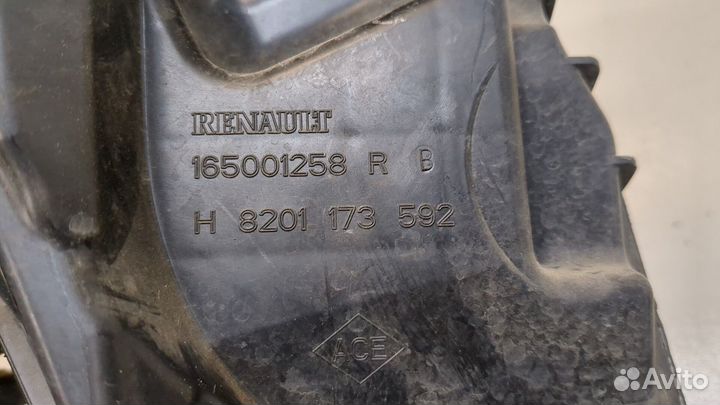 RENAULT
165001258 R B
H 8201 173 592
ACE
Avito